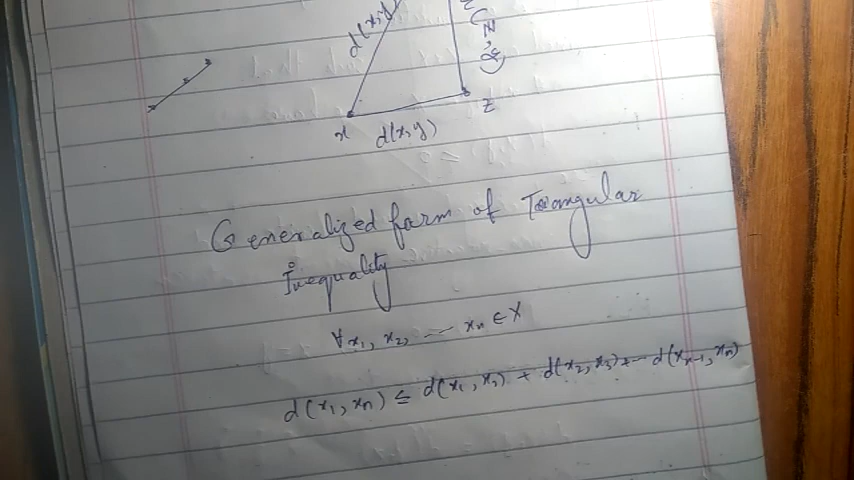 d(x,y)
z
x
d(x,y)
Generalized form of Triangular
Inequality
∀x₁, x₂, --- xₙ ∈ X
d(x₁, xₙ) ≤ d(x₁, x₂) + d(x₂, x₃) + --- d(xₙ₋₁, xₙ)